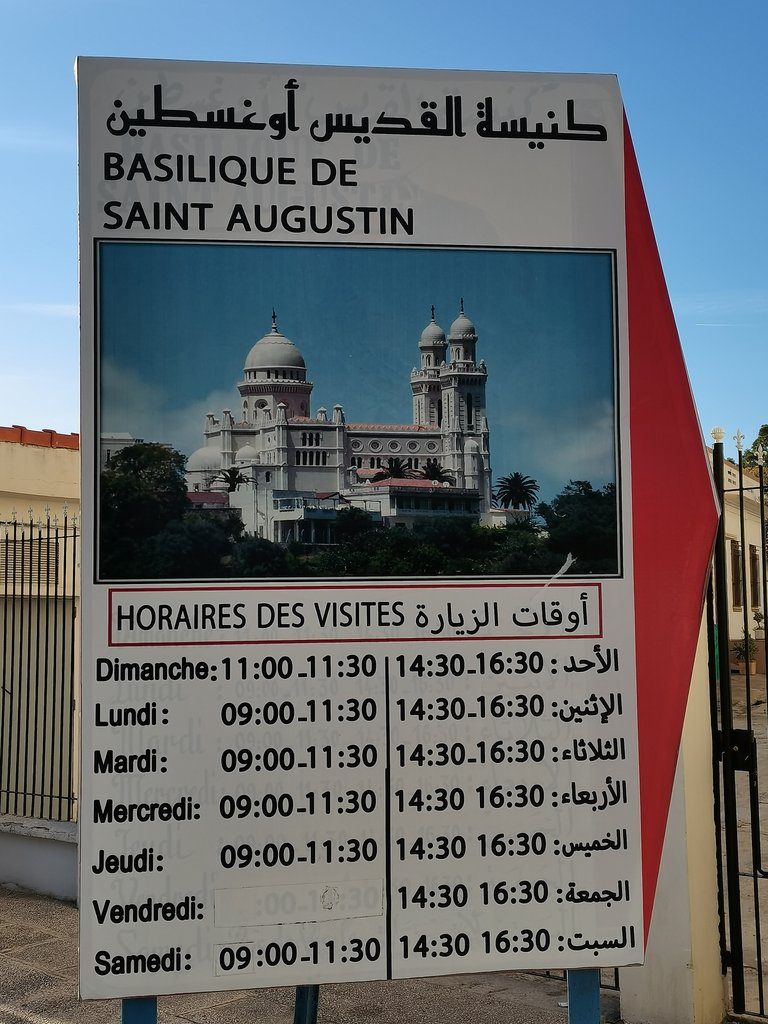 كنيسة القديس أوغسطين
BASILIQUE DE
SAINT AUGUSTIN
HORAIRES DES VISITES أوقات الزيارة
Dimanche: 11:00-11:30 14:30-16:30 الأحد:
Lundi: 09:00-11:30 14:30-16:30 الإثنين:
Mardi: 09:00-11:30 14:30-16:30 الثلاثاء:
Mercredi: 09:00-11:30 14:30 16:30 الأربعاء:
Jeudi: 09:00-11:30 14:30 16:30 الخميس:
Vendredi: 14:30 16:30 الجمعة:
Samedi: 09:00-11:30 14:30 16:30 السبت: